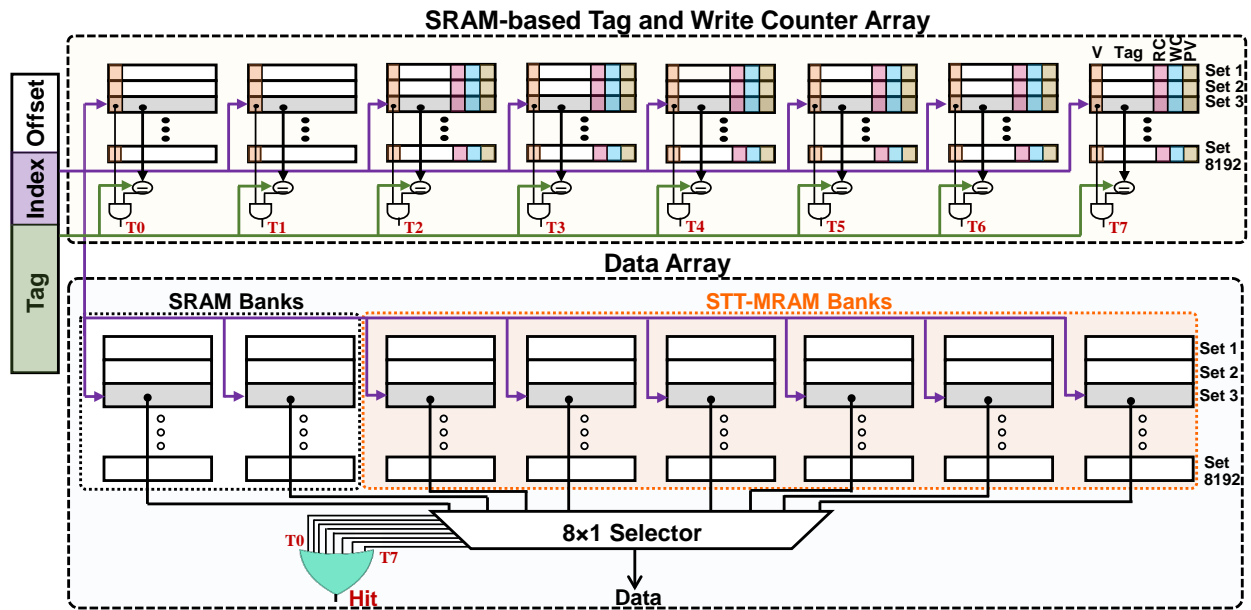 SRAM-based Tag and Write Counter Array
V Tag RC WC PV
Set 1
Set 2
Set 3
Set
8192
Offset
Index
Tag
=
=
=
=
=
=
=
=
T0
T1
T2
T3
T4
T5
T6
T7
Data Array
SRAM Banks
STT-MRAM Banks
Set 1
Set 2
Set 3
Set
8192
8×1 Selector
T0
T7
Hit
Data